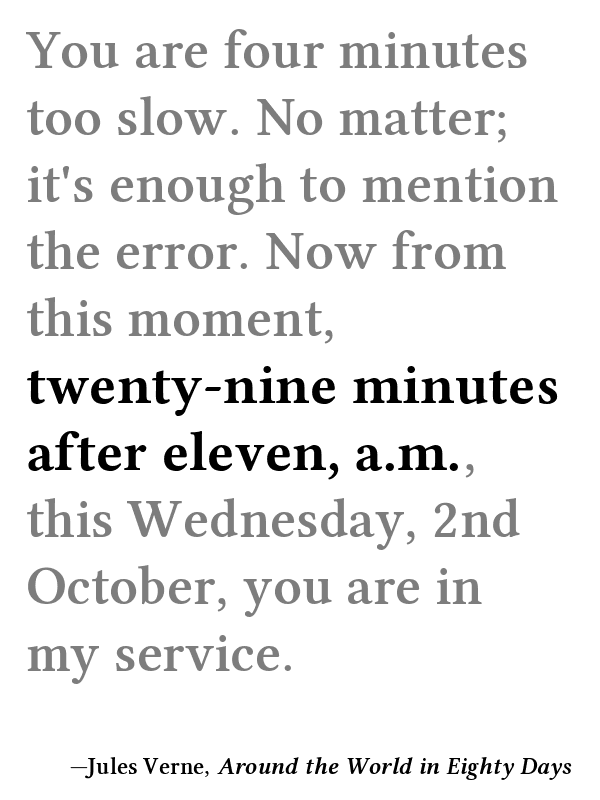 You are four minutes
too slow. No matter;
it's enough to mention
the error. Now from
this moment,
twenty-nine minutes
after eleven, a.m.,
this Wednesday, 2nd
October, you are in
my service.
—Jules Verne, Around the World in Eighty Days